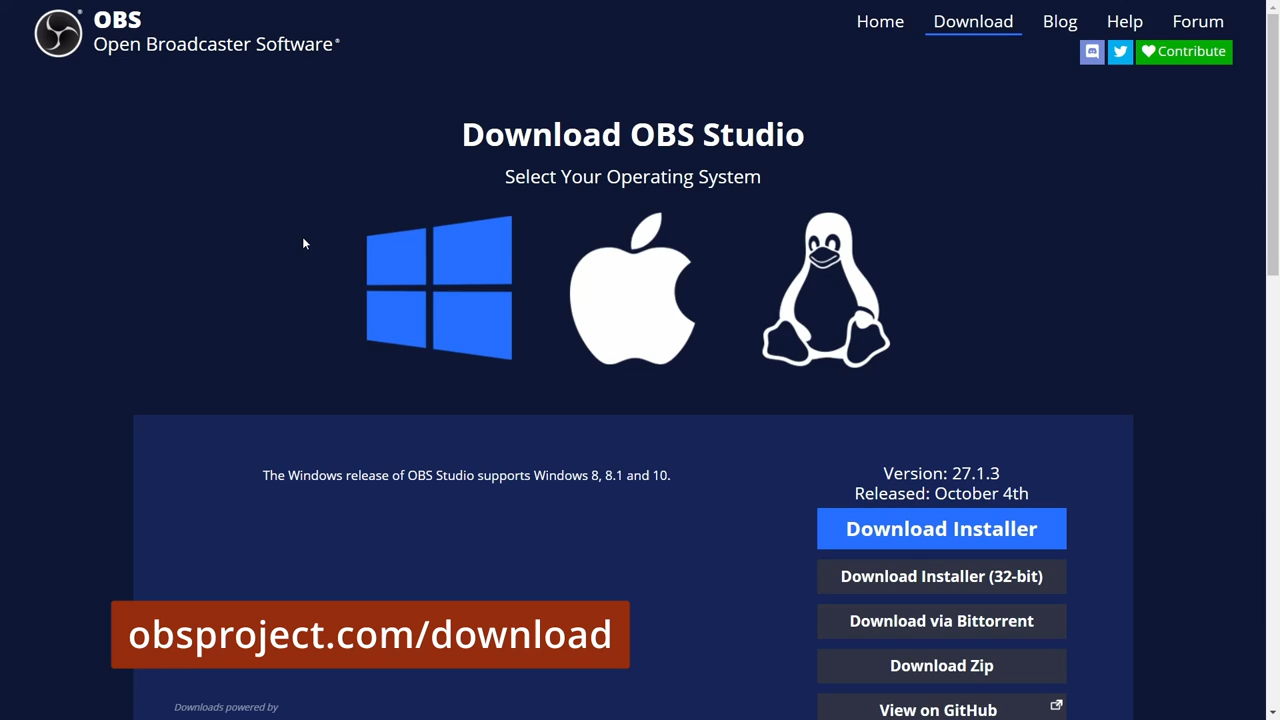 OBS
Open Broadcaster Software®
Home
Download
Blog
Help
Forum
Contribute
Download OBS Studio
Select Your Operating System
The Windows release of OBS Studio supports Windows 8, 8.1 and 10.
Version: 27.1.3
Released: October 4th
Download Installer
Download Installer (32-bit)
Download via Bittorrent
Download Zip
View on GitHub
obsproject.com/download
Downloads powered by